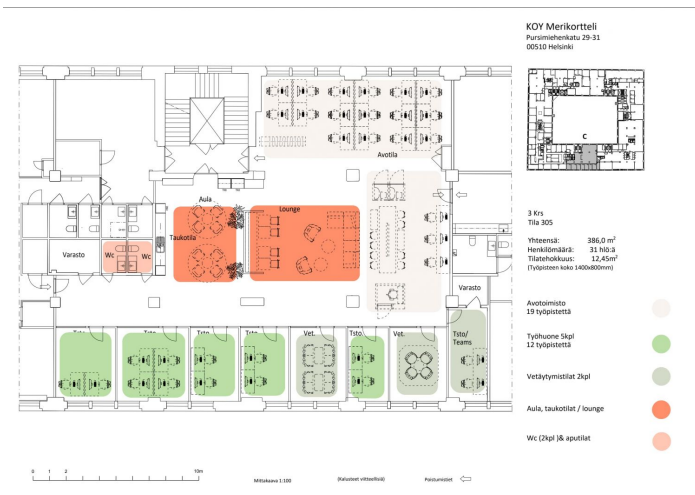 KOY Merikortteli
Pursimiehenkatu 29-31
00510 Helsinki
C
Avotila
Aula
Lounge
Taukotila
Varasto
Wc
Wc
Varasto
Tsto
Tsto
Tsto
Tsto
Vet.
Tsto
Vet.
Tsto/
Teams
3 Krs
Tila 305
Yhteensä: 386,0 m²
Henkilömäärä: 31 hlö:ä
Tilatehokkuus: 12,45m²
(Työpisteen koko 1400x800mm)
Avotoimisto
19 työpistettä
Työhuone 5kpl
12 työpistettä
Vetäytymistilat 2kpl
Aula, taukotilat / lounge
Wc (2kpl )& aputilat
0 1 2 10m
Mittakaava 1:100 (Kalusteet viitteellisiä) Poistumistiet